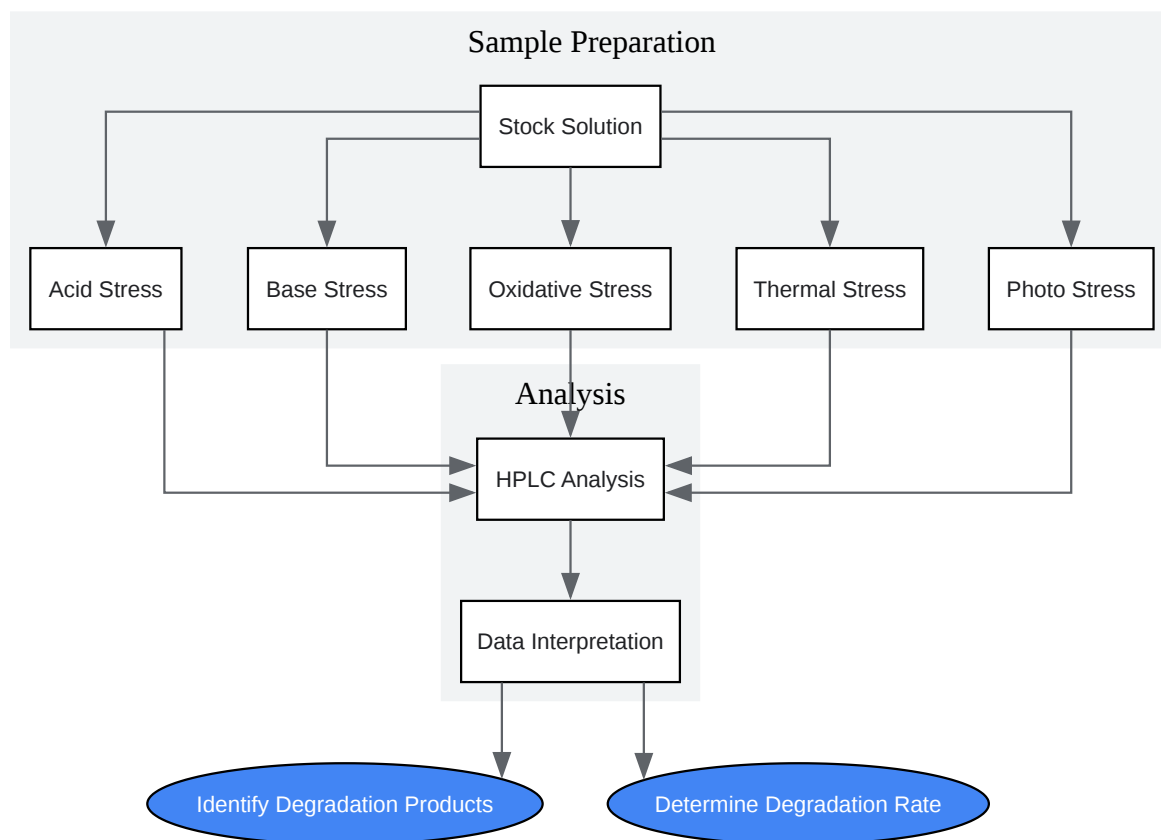 Sample Preparation
Stock Solution
Acid Stress
Base Stress
Oxidative Stress
Thermal Stress
Photo Stress
Analysis
HPLC Analysis
Data Interpretation
Identify Degradation Products
Determine Degradation Rate